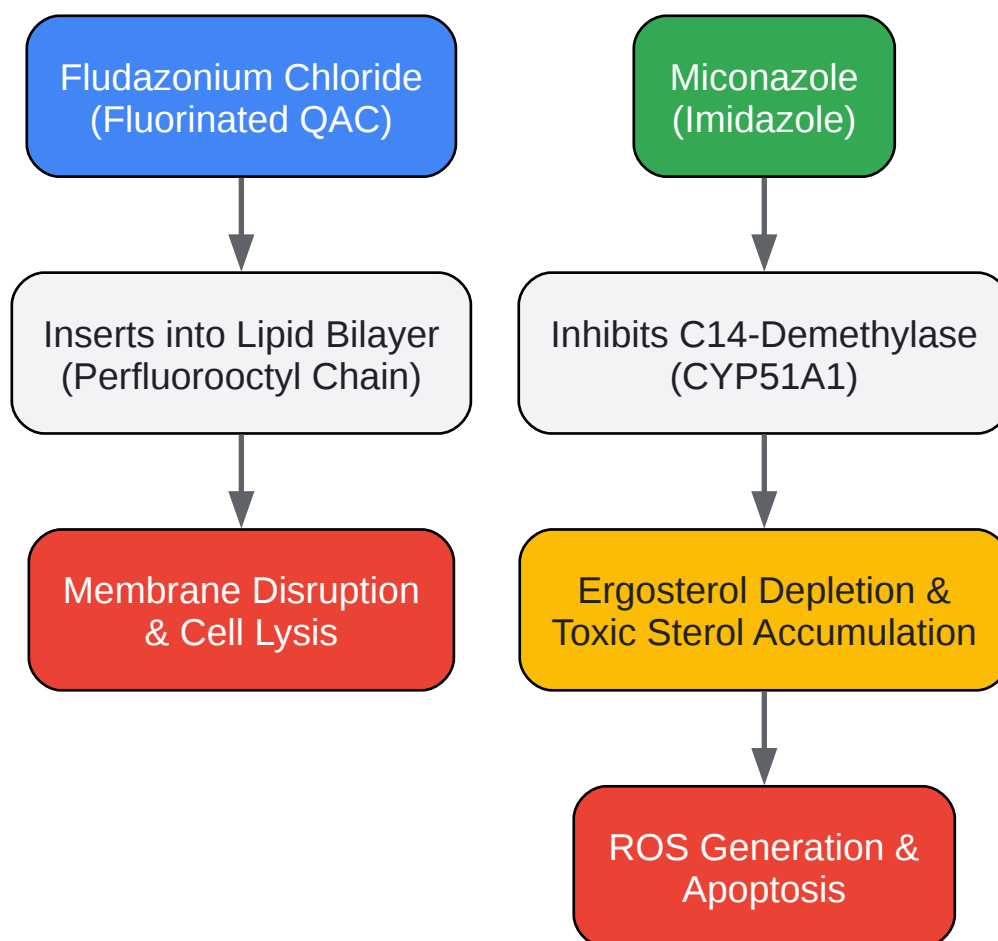 Fludazonium Chloride
(Fluorinated QAC)
Inserts into Lipid Bilayer
(Perfluorooctyl Chain)
Membrane Disruption
& Cell Lysis
Miconazole
(Imidazole)
Inhibits C14-Demethylase
(CYP51A1)
Ergosterol Depletion &
Toxic Sterol Accumulation
ROS Generation &
Apoptosis